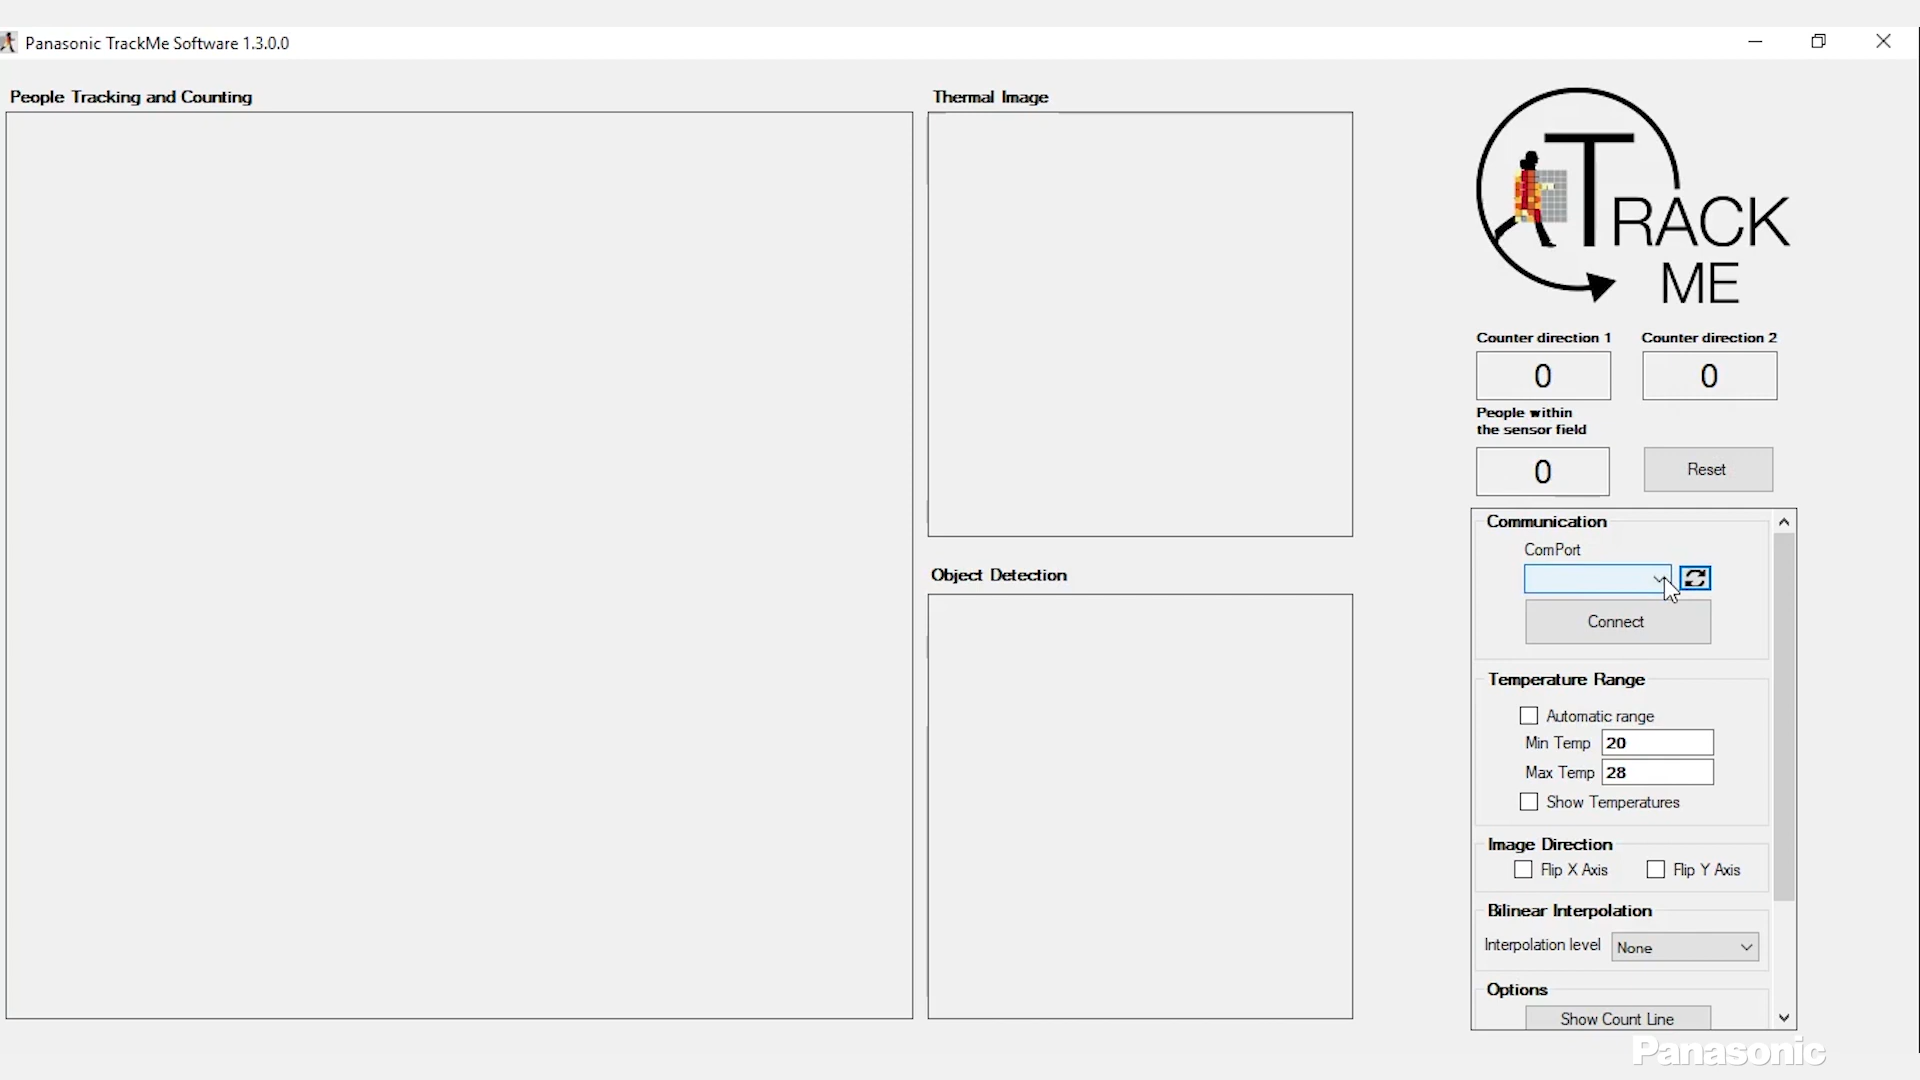 Panasonic TrackMe Software 1.3.0.0
People Tracking and Counting
Thermal Image
Object Detection
TRACK
ME
Counter direction 1 Counter direction 2
0 0
People within
the sensor field
0 Reset
Communication
ComPort
Connect
Temperature Range
Automatic range
Min Temp 20
Max Temp 28
Show Temperatures
Image Direction
Flip X Axis Flip Y Axis
Bilinear Interpolation
Interpolation level None
Options
Show Count Line
Panasonic